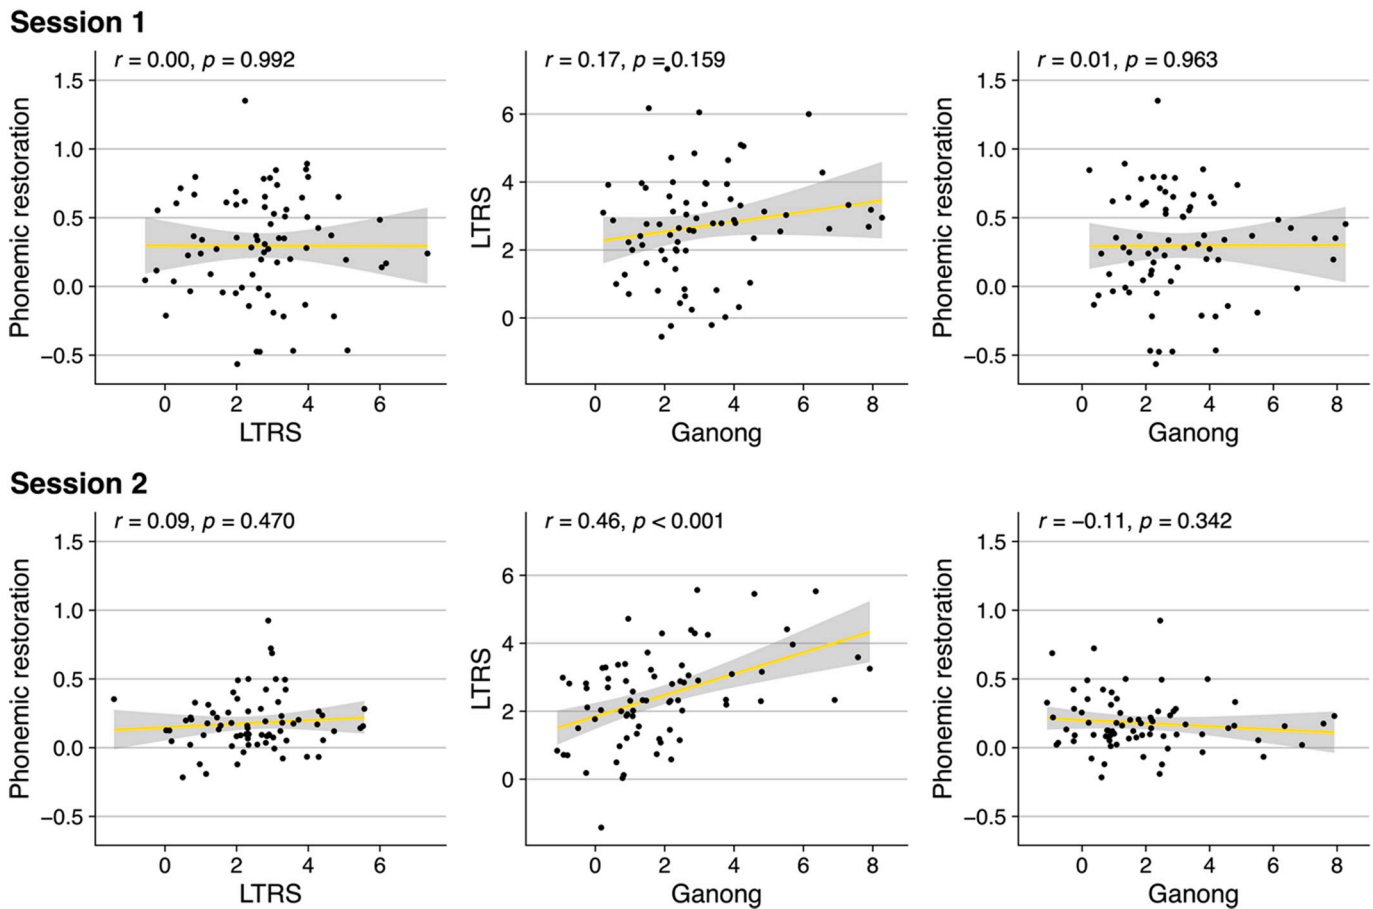 Session 1
r = 0.00, p = 0.992
Phonemic restoration
1.5
1.0
0.5
0.0
−0.5
0 2 4 6
LTRS
r = 0.17, p = 0.159
LTRS
6
4
2
0
0 2 4 6 8
Ganong
r = 0.01, p = 0.963
Phonemic restoration
1.5
1.0
0.5
0.0
−0.5
0 2 4 6 8
Ganong
Session 2
r = 0.09, p = 0.470
Phonemic restoration
1.5
1.0
0.5
0.0
−0.5
0 2 4 6
LTRS
r = 0.46, p < 0.001
LTRS
6
4
2
0
0 2 4 6 8
Ganong
r = −0.11, p = 0.342
Phonemic restoration
1.5
1.0
0.5
0.0
−0.5
0 2 4 6 8
Ganong